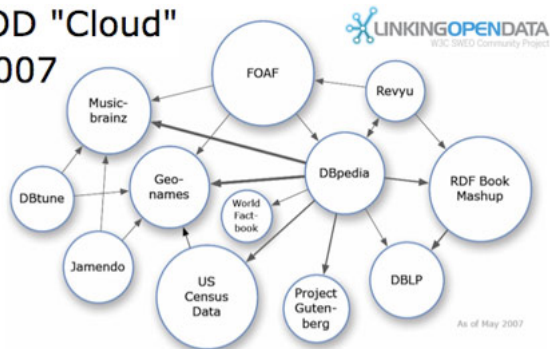 OD "Cloud"
007
LINKINGOPENDATA
W3C SWEO Community Project
FOAF
Music-
brainz
Revyu
DBpedia
RDF Book
Mashup
Geo-
names
DBtune
World
Fact-
book
Jamendo
US
Census
Data
Project
Guten-
berg
DBLP
As of May 2007